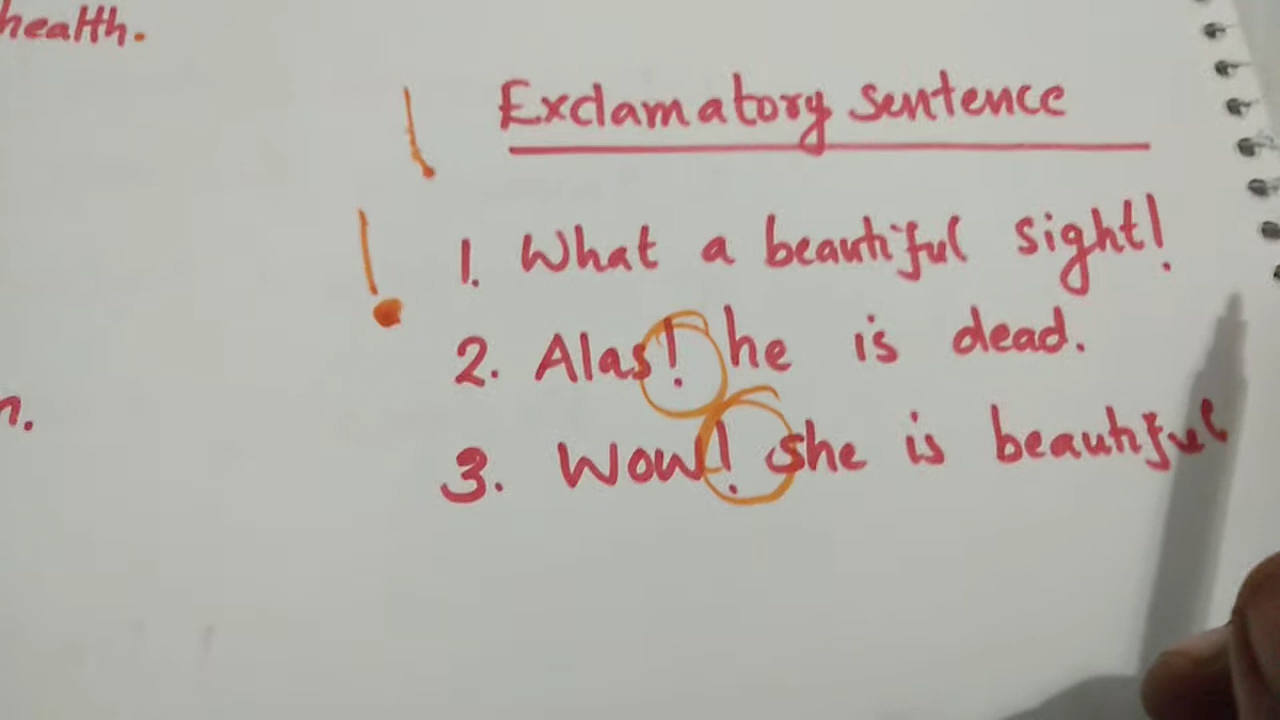 health.
Exclamatory sentence
1. What a beautiful sight!
2. Alas! he is dead.
n.
3. Wow! she is beautiful